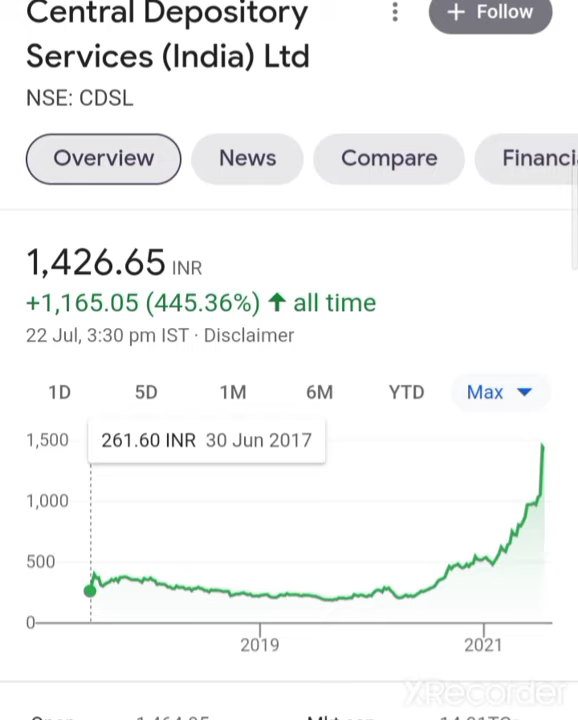 Central Depository
+ Follow
Services (India) Ltd
NSE: CDSL
Overview
News
Compare
1,426.65 INR
+1,165.05 (445.36%) ↑ all time
22 Jul, 3:30 pm IST · Disclaimer
1D 5D 1M 6M YTD Max
1,500
261.60 INR 30 Jun 2017
1,000
500
0
2019 2021
XRecorder